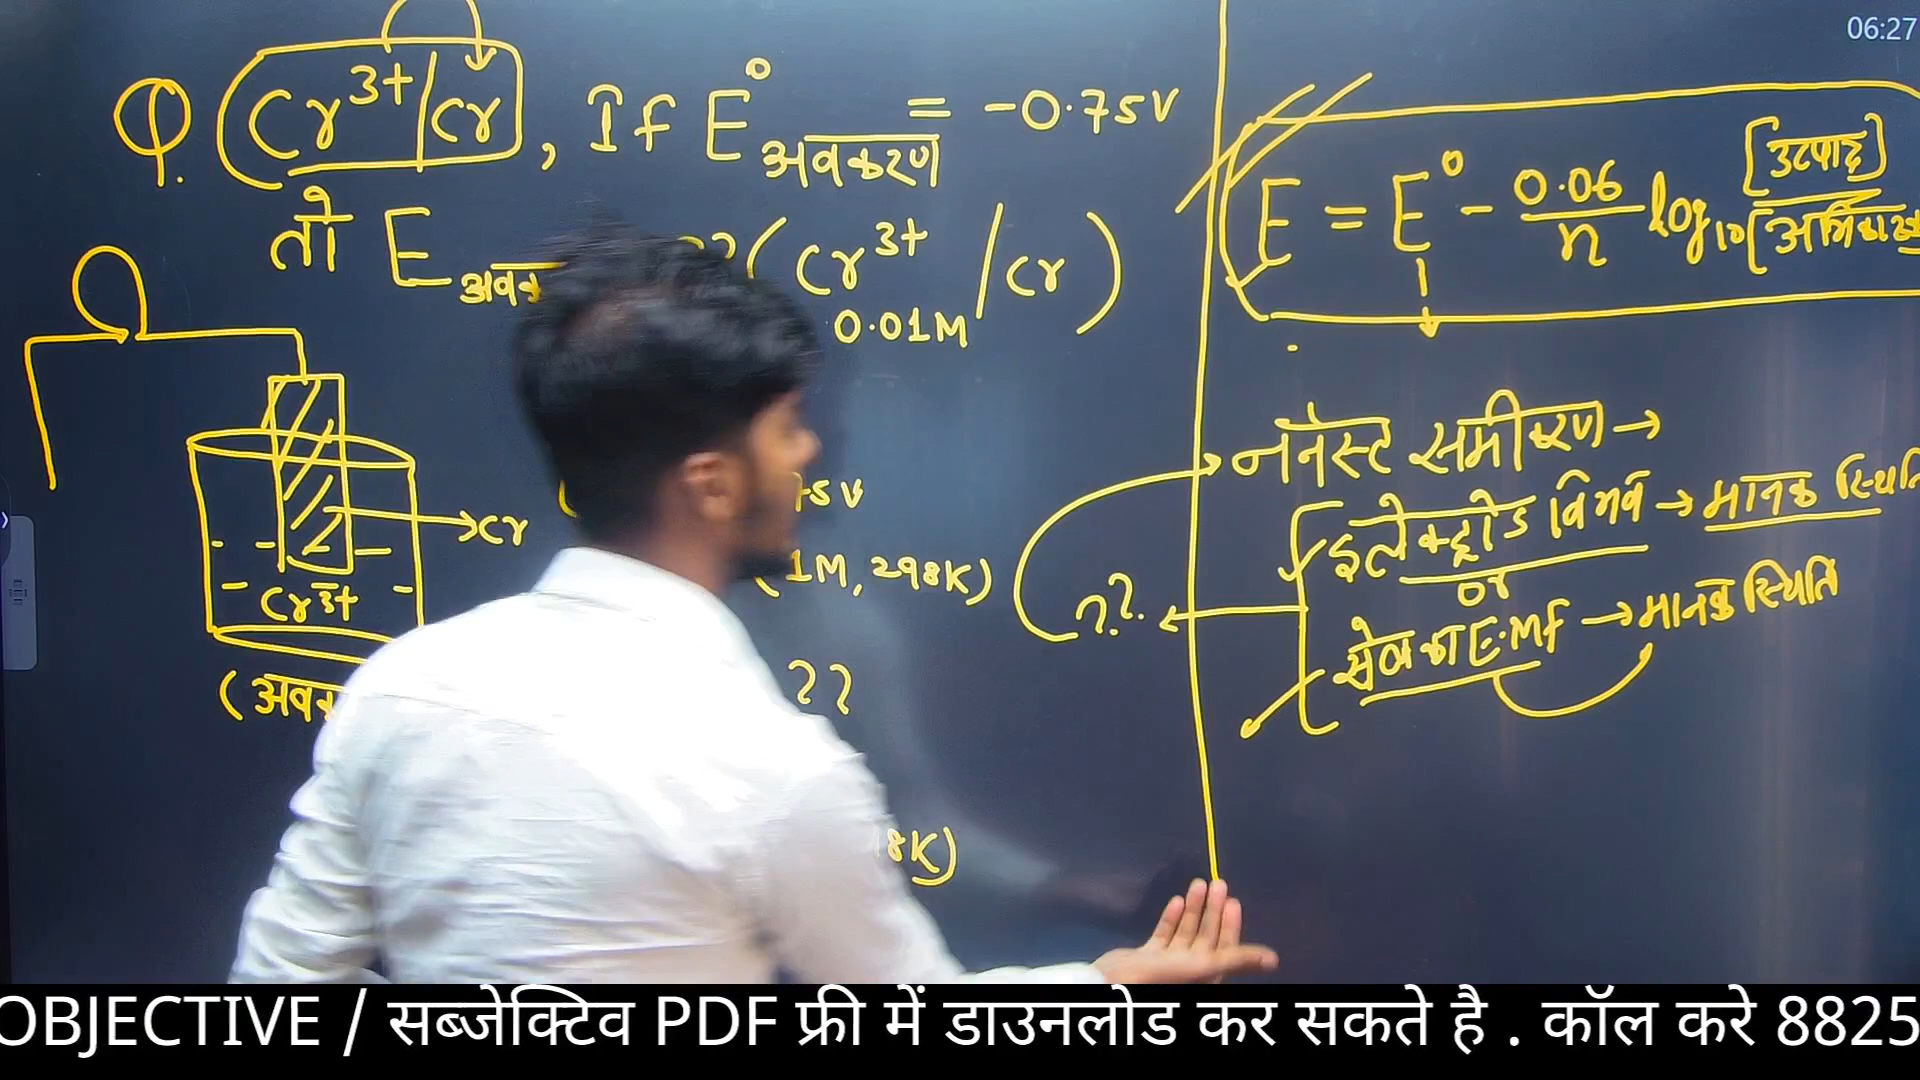 06:27
Q. Cr³⁺/Cr, If E°अवकरण = -0.75V
तो E ?? (Cr³⁺/Cr)
0.01M
→Cr
Cr³⁺
5V
(1M, 298K)
??
8K)
E = E° - 0.06/n log₁₀ [उत्पाद]/[अभिकारक
नर्नस्ट समीकरण →
इलेक्ट्रोड विभव → मानक स्थिति
or
सेल का E.Mf → मानक स्थिति
??
OBJECTIVE / सब्जेक्टिव PDF फ्री में डाउनलोड कर सकते है . कॉल करे 8825